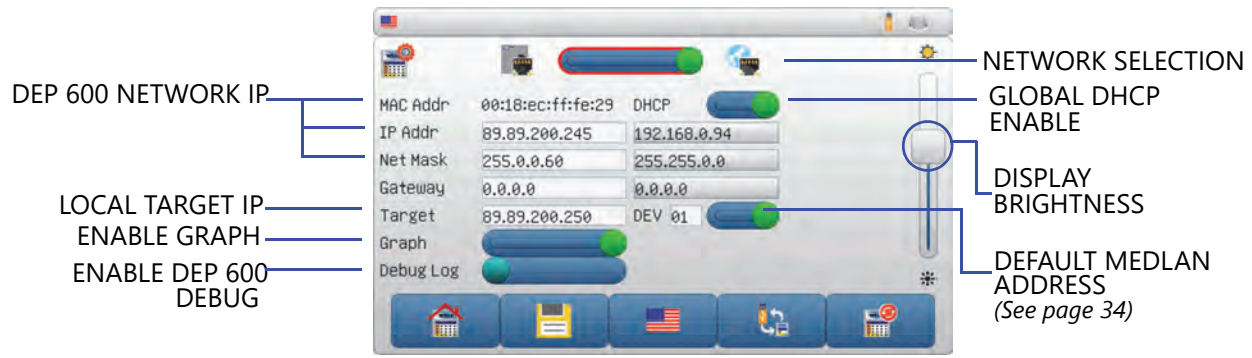 NETWORK SELECTION
DEP 600 NETWORK IP
MAC Addr 00:18:ec:ff:fe:29 DHCP
GLOBAL DHCP
ENABLE
IP Addr 89.89.200.245 192.168.0.94
Net Mask 255.0.0.60 255.255.0.0
Gateway 0.0.0.0 0.0.0.0
DISPLAY
BRIGHTNESS
LOCAL TARGET IP
Target 89.89.200.250 DEV 01
ENABLE GRAPH
Graph
ENABLE DEP 600
DEBUG
Debug Log
DEFAULT MEDLAN
ADDRESS
(See page 34)